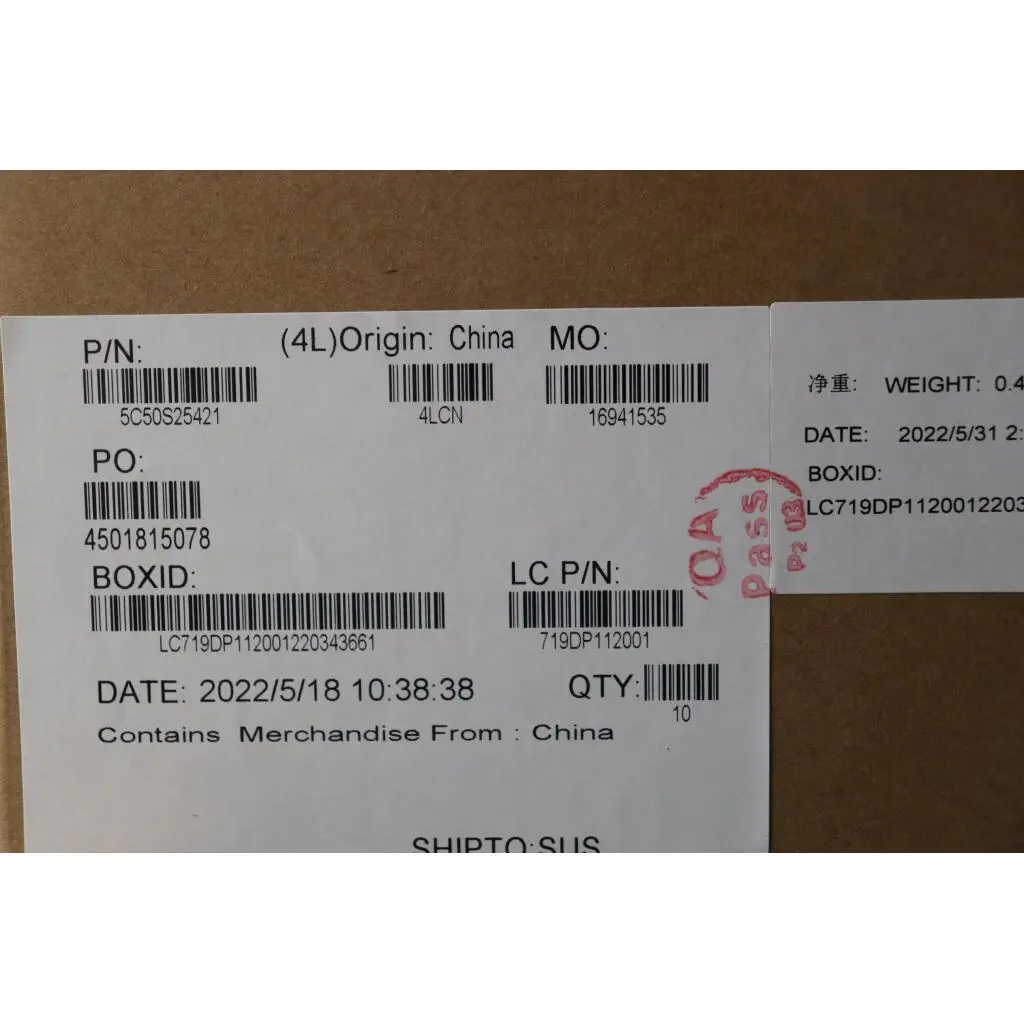 P/N:
(4L)Origin: China
MO:
5C50S25421
4LCN
16941535
PO:
4501815078
BOXID:
LC P/N:
LC719DP112001220343661
719DP112001
DATE: 2022/5/18 10:38:38
QTY:
10
Contains Merchandise From : China
SHIPTO:SUS
QA
Pass
净重: WEIGHT: 0.4
DATE: 2022/5/31 2:
BOXID:
LC719DP1120012203